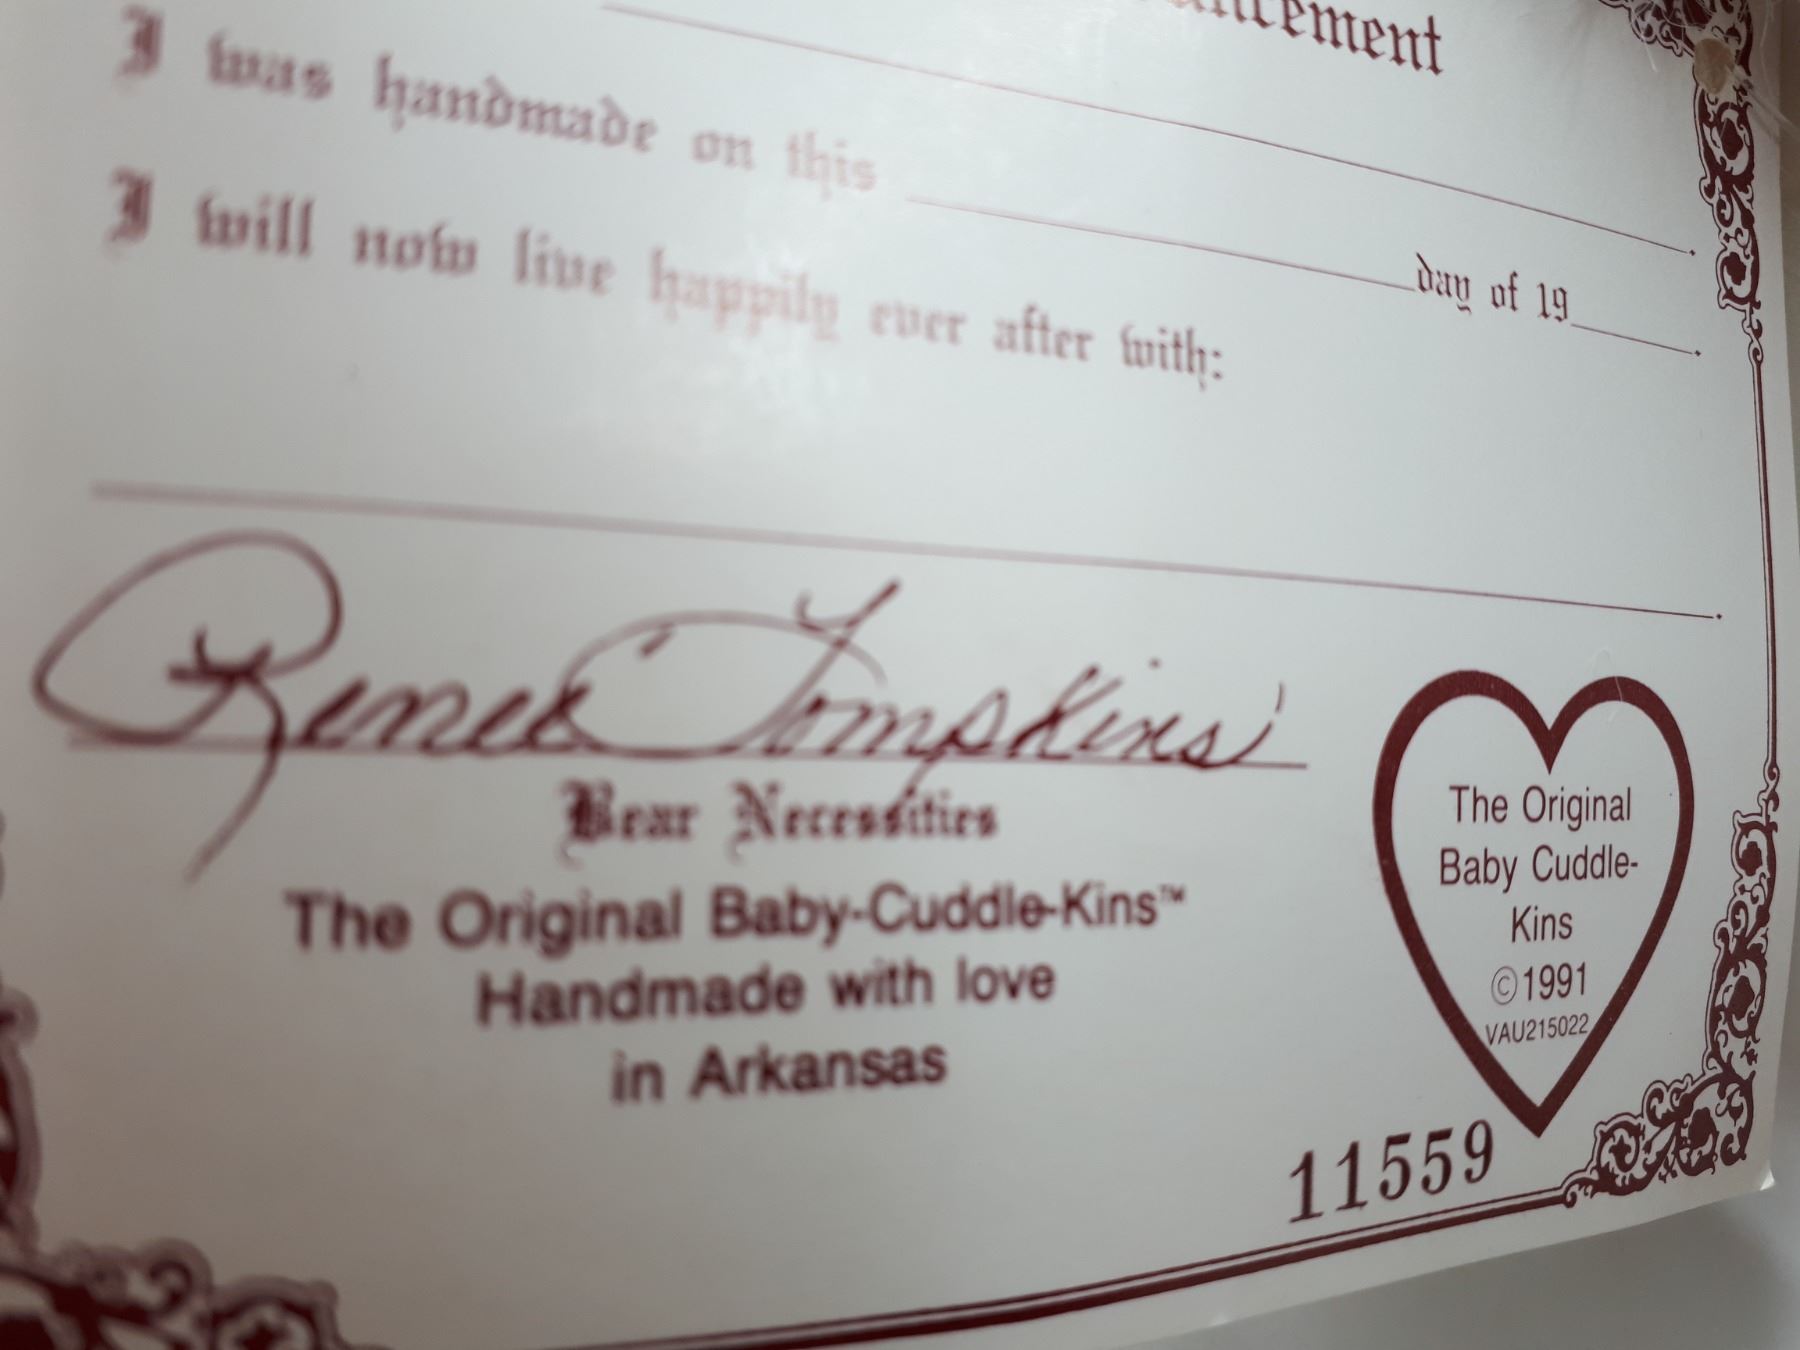 I was handmade on this day of 19
I will now live happily ever after with:
Renee Tompkins
Bear Necessities
The Original Baby-Cuddle-Kins™
Handmade with love
in Arkansas
The Original
Baby Cuddle-
Kins
©1991
VAU215022
11559